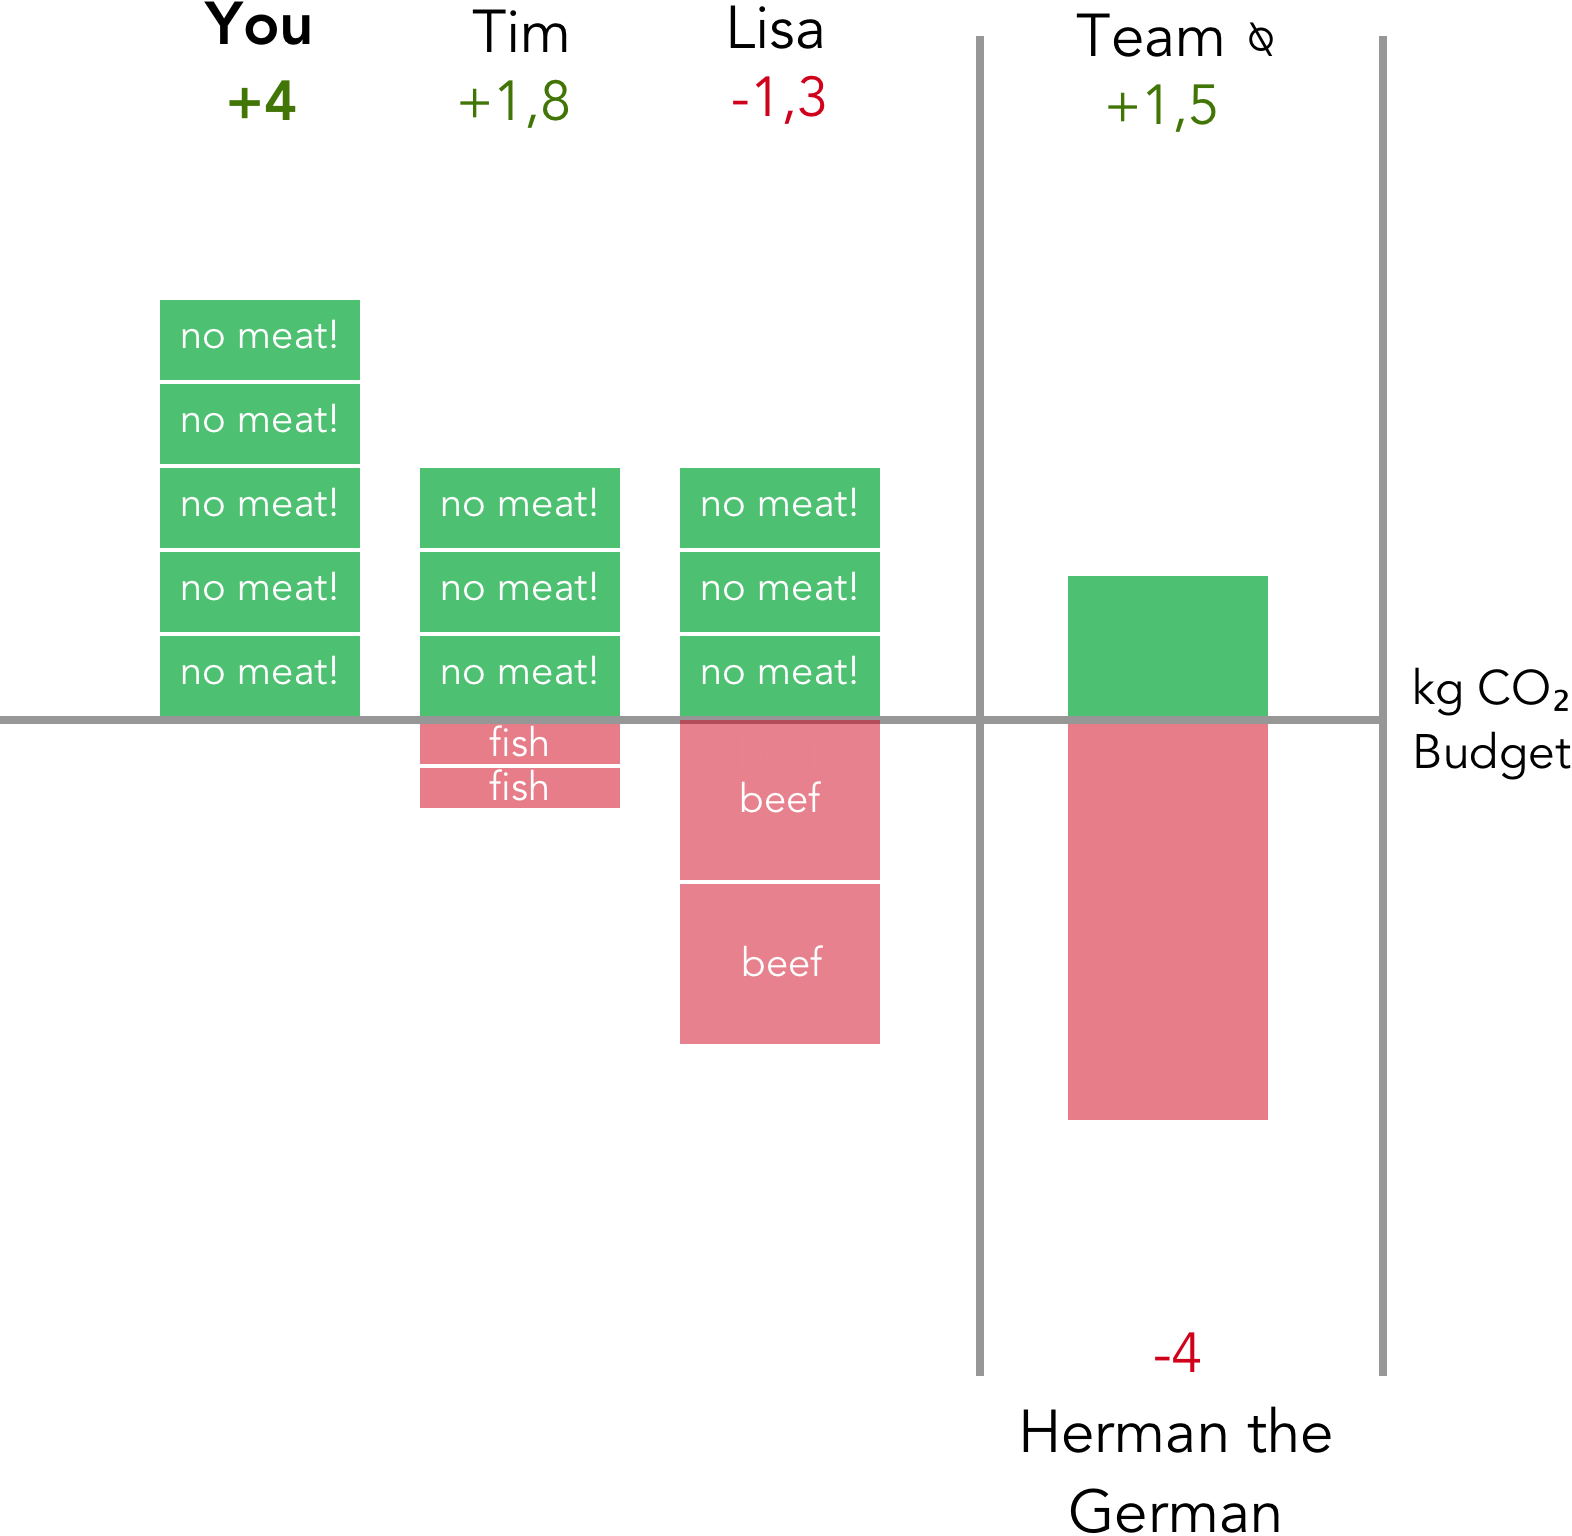 You
+4
Tim
+1,8
Lisa
-1,3
Team ⌀
+1,5
no meat!
no meat!
no meat!
no meat!
no meat!
no meat!
no meat!
no meat!
fish
fish
no meat!
no meat!
no meat!
beef
beef
kg CO₂
Budget
-4
Herman the
German